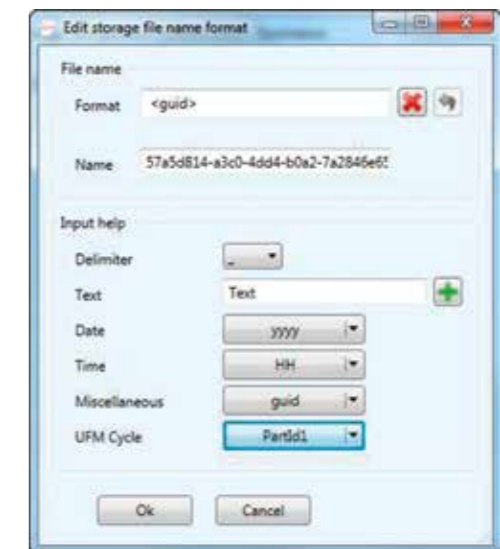 Edit storage file name format
File name
Format <guid>
Name 57a5d814-a3c0-4dd4-b0a2-7a2846e65
Input help
Delimiter _
Text Text
Date yyyy
Time HH
Miscellaneous guid
UFM Cycle PartId1
Ok Cancel